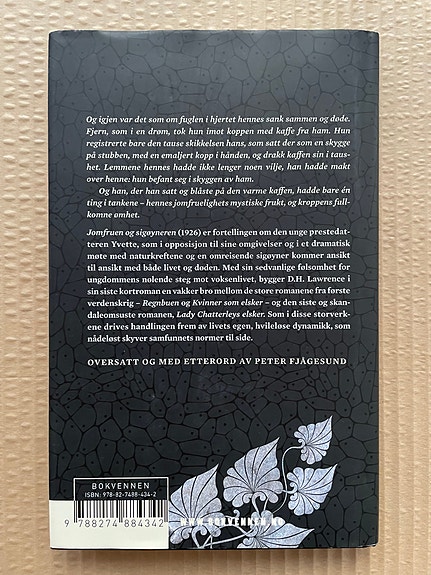 Og igjen var det som om fuglen i hjertet hennes sank sammen og døde.
Fjern, som i en drøm, tok hun imot koppen med kaffe fra ham. Hun
registrerte bare den tause skikkelsen hans, som satt der som en skygge
på stubben, med en emaljert kopp i hånden, og drakk kaffen sin i taus-
het. Lemmene hennes hadde ikke lenger noen vilje, han hadde makt
over henne: hun befant seg i skyggen av ham.
Og han, der han satt og blåste på den varme kaffen, hadde bare én
ting i tankene – hennes jomfruelighets mystiske frukt, og kroppens full-
komne ømhet.
Jomfruen og sigøyneren (1926) er fortellingen om den unge prestedat-
teren Yvette, som i opposisjon til sine omgivelser og i et dramatisk
møte med naturkreftene og en omreisende sigøyner kommer ansikt
til ansikt med både livet og døden. Med sin sedvanlige følsomhet for
ungdommens nølende steg mot voksenlivet, bygger D.H. Lawrence i
sin siste kortroman en vakker bro mellom de store romanene fra første
verdenskrig – Regnbuen og Kvinner som elsker – og den siste og skan-
daleomsuste romanen, Lady Chatterleys elsker. Som i disse storverk-
ene drives handlingen frem av livets egen, hvileløse dynamikk, som
nådeløst skyver samfunnets normer til side.
OVERSATT OG MED ETTERORD AV PETER FJÅGESUND
BOKVENNEN
ISBN: 978-82-7488-434-2
9 788274 884342
WWW.BOKVENNEN.NO